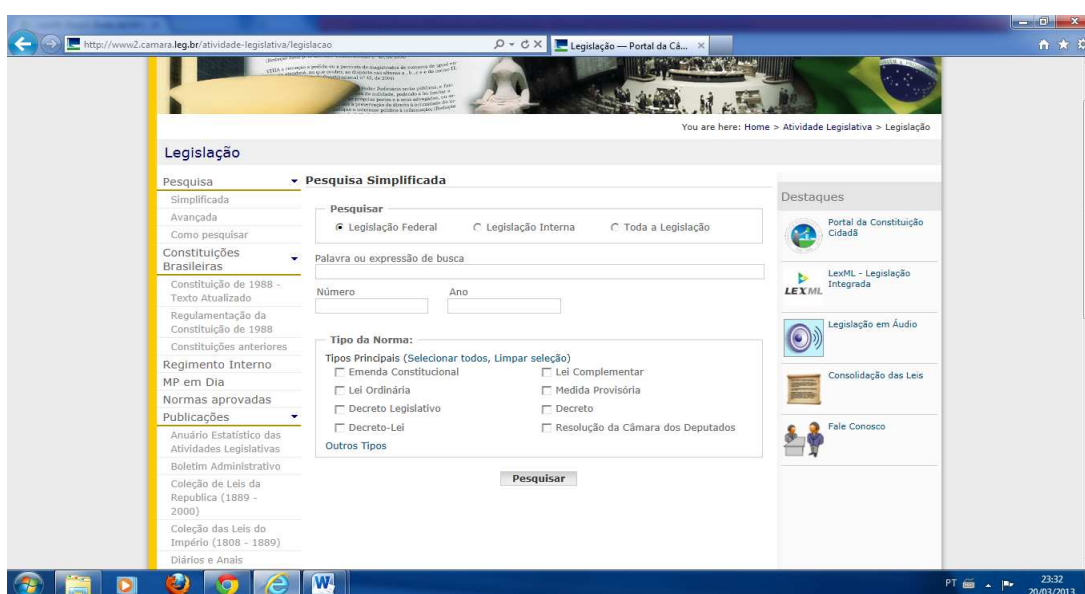 http://www2.camara.leg.br/atividade-legislativa/legislacao
Legislação — Portal da Câ...
You are here: Home > Atividade Legislativa > Legislação
Legislação
Pesquisa
Simplificada
Avançada
Como pesquisar
Constituições
Brasileiras
Constituição de 1988 -
Texto Atualizado
Regulamentação da
Constituição de 1988
Constituições anteriores
Regimento Interno
MP em Dia
Normas aprovadas
Publicações
Anuário Estatístico das
Atividades Legislativas
Boletim Administrativo
Coleção de Leis da
Republica (1889 -
2000)
Coleção das Leis do
Império (1808 - 1889)
Diários e Anais
Pesquisa Simplificada
Pesquisar
Legislação Federal Legislação Interna Toda a Legislação
Palavra ou expressão de busca
Número Ano
Tipo da Norma:
Tipos Principais (Selecionar todos, Limpar seleção)
Emenda Constitucional Lei Complementar
Lei Ordinária Medida Provisória
Decreto Legislativo Decreto
Decreto-Lei Resolução da Câmara dos Deputados
Outros Tipos
Pesquisar
Destaques
Portal da Constituição
Cidadã
LEXML
LexML - Legislação
Integrada
Legislação em Áudio
Consolidação das Leis
Fale Conosco
PT
23:32
20/03/2013